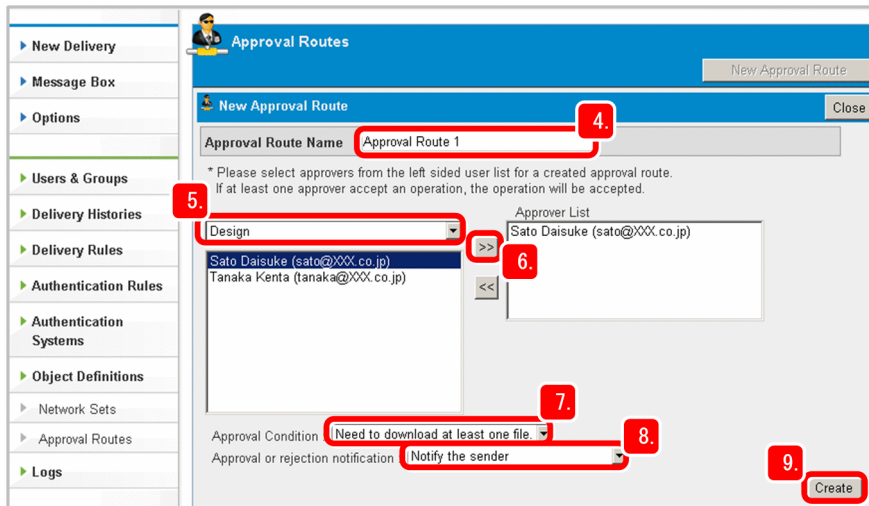 New Delivery
Message Box
Options
Users & Groups
Delivery Histories
Delivery Rules
Authentication Rules
Authentication
Systems
Object Definitions
Network Sets
Approval Routes
Logs
Approval Routes
New Approval Route
New Approval Route
Close
4.
Approval Route Name
Approval Route 1
* Please select approvers from the left sided user list for a created approval route.
If at least one approver accept an operation, the operation will be accepted.
5.
Approver List
Design
Sato Daisuke (sato@XXX.co.jp)
>>
6.
Sato Daisuke (sato@XXX.co.jp)
Tanaka Kenta (tanaka@XXX.co.jp)
<<
7.
Approval Condition : Need to download at least one file.
8.
Approval or rejection notification : Notify the sender
9.
Create